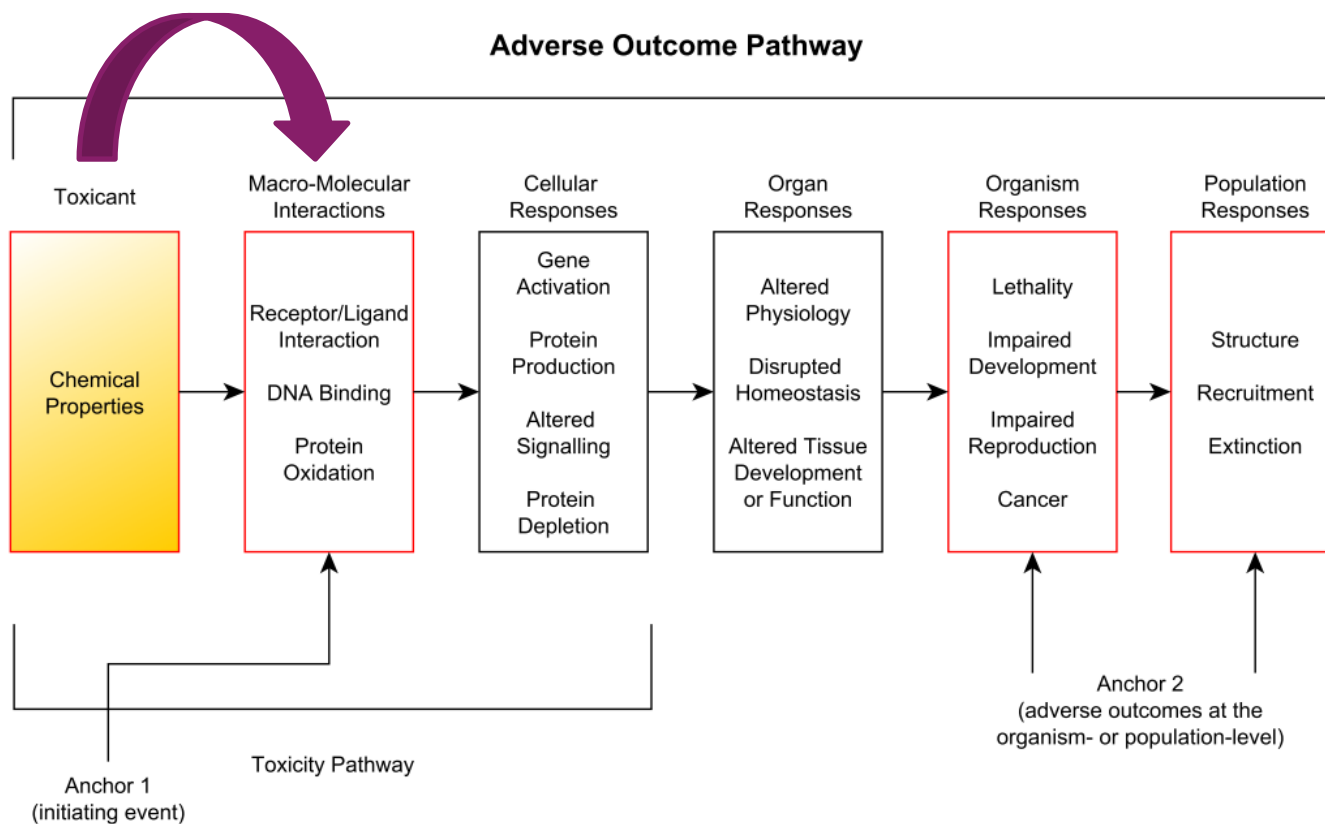 Adverse Outcome Pathway
Toxicant
Macro-Molecular
Interactions
Cellular
Responses
Organ
Responses
Organism
Responses
Population
Responses
Chemical
Properties
Receptor/Ligand
Interaction
DNA Binding
Protein
Oxidation
Gene
Activation
Protein
Production
Altered
Signalling
Protein
Depletion
Altered
Physiology
Disrupted
Homeostasis
Altered Tissue
Development
or Function
Lethality
Impaired
Development
Impaired
Reproduction
Cancer
Structure
Recruitment
Extinction
Anchor 1
(initiating event)
Toxicity Pathway
Anchor 2
(adverse outcomes at the
organism- or population-level)